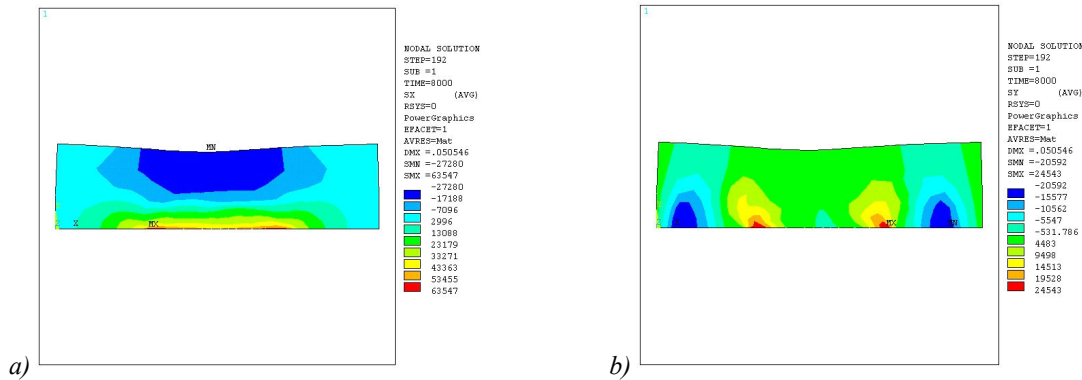 1
NODAL SOLUTION
STEP=192
SUB =1
TIME=8000
SX (AVG)
RSYS=0
PowerGraphics
EFACET=1
AVRES=Mat
DMX =.050546
SMN =-27280
SMX =63547
-27280
-17188
-7096
2996
13088
23179
33271
43363
53455
63547
MN
X
MX
a)
1
NODAL SOLUTION
STEP=192
SUB =1
TIME=8000
SY (AVG)
RSYS=0
PowerGraphics
EFACET=1
AVRES=Mat
DMX =.050546
SMN =-20592
SMX =24543
-20592
-15577
-10562
-5547
-531.786
4483
9498
14513
19528
24543
MX
b)